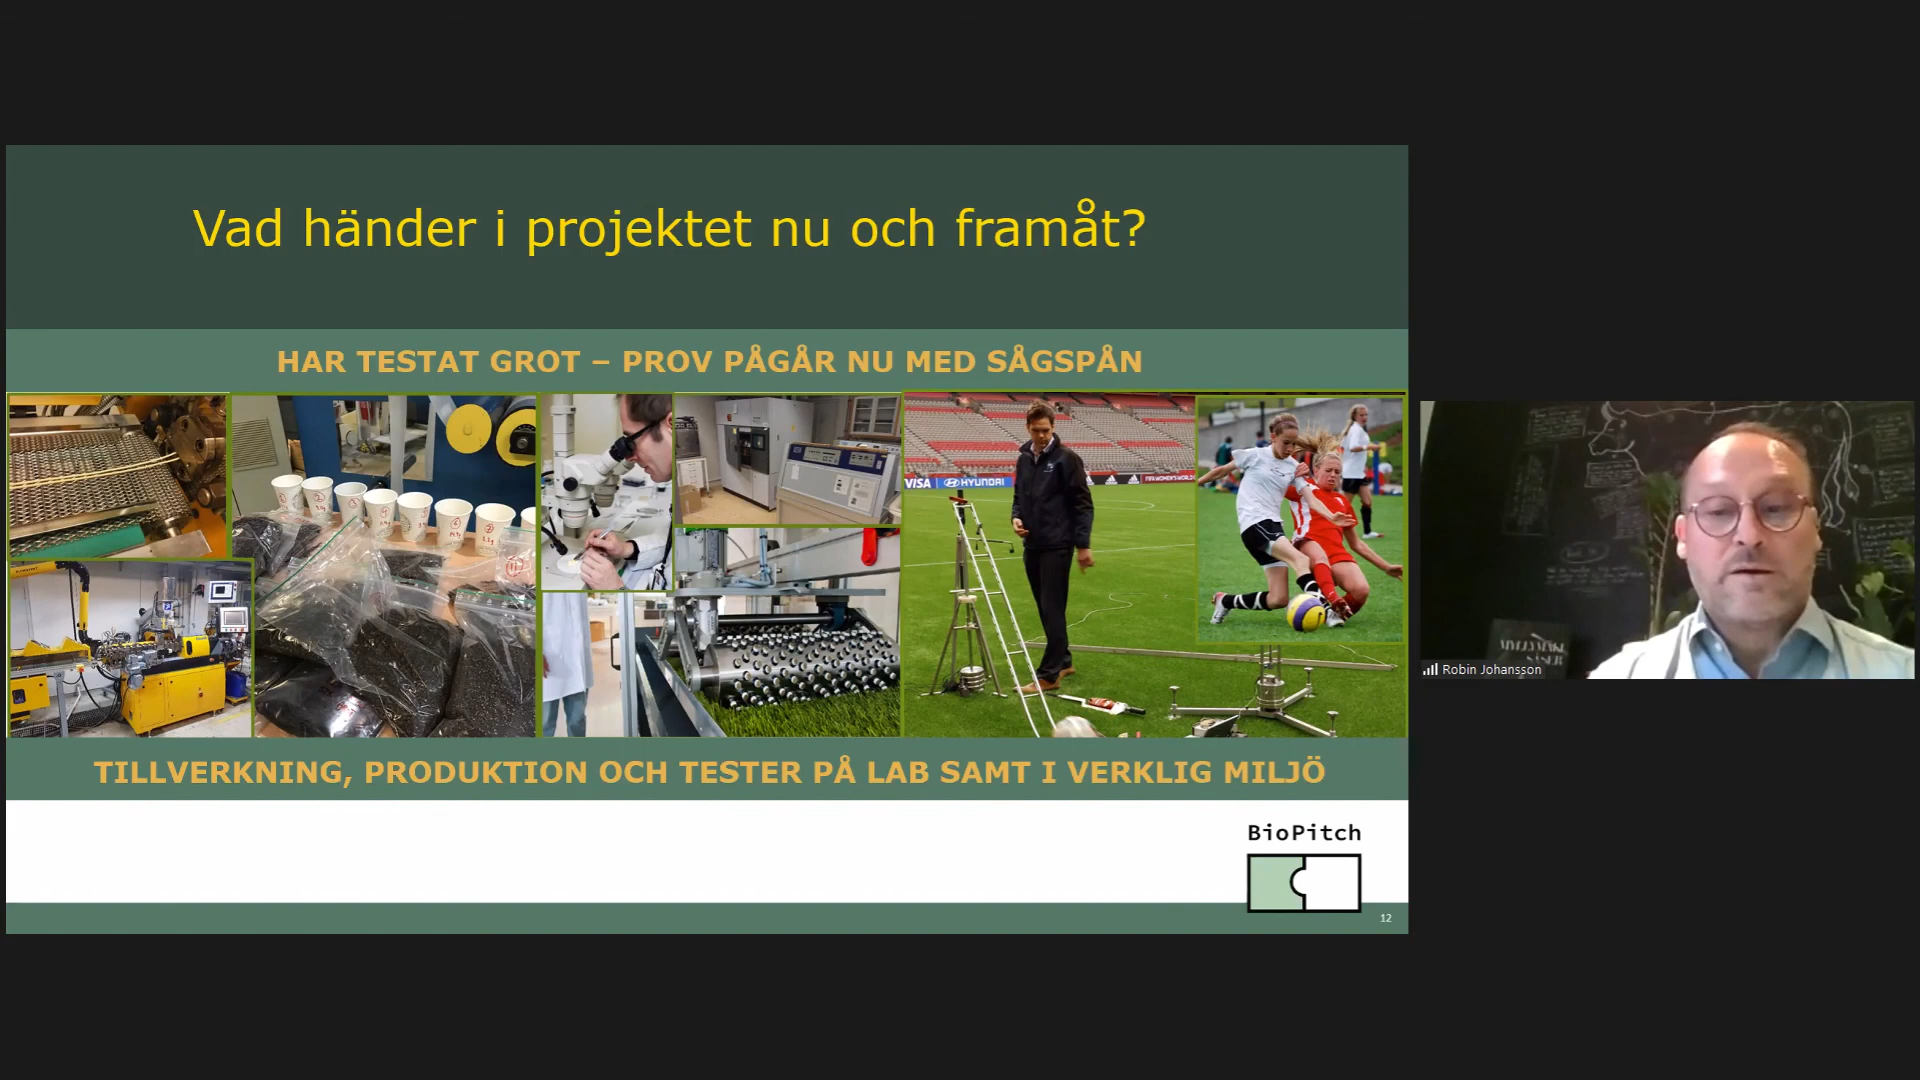 Vad händer i projektet nu och framåt?
HAR TESTAT GROT – PROV PÅGÅR NU MED SÅGSPÅN
VISA HYUNDAI
TILLVERKNING, PRODUKTION OCH TESTER PÅ LAB SAMT I VERKLIG MILJÖ
BioPitch
12
Robin Johansson